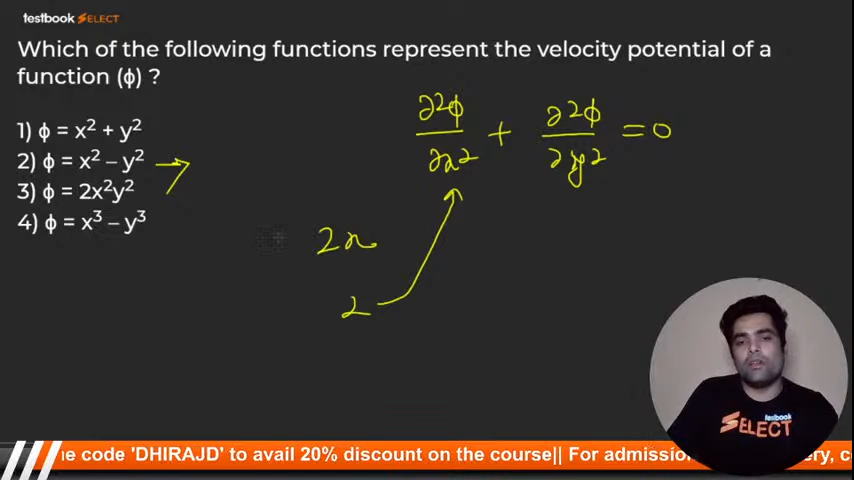 testbook SELECT
Which of the following functions represent the velocity potential of a
function (ϕ) ?
1) ϕ = x² + y²
2) ϕ = x² – y²
3) ϕ = 2x²y²
4) ϕ = x³ – y³
∂²ϕ/∂x² + ∂²ϕ/∂y² = 0
2x
2
testbook
SELECT
he code 'DHIRAJD' to avail 20% discount on the course|| For admission